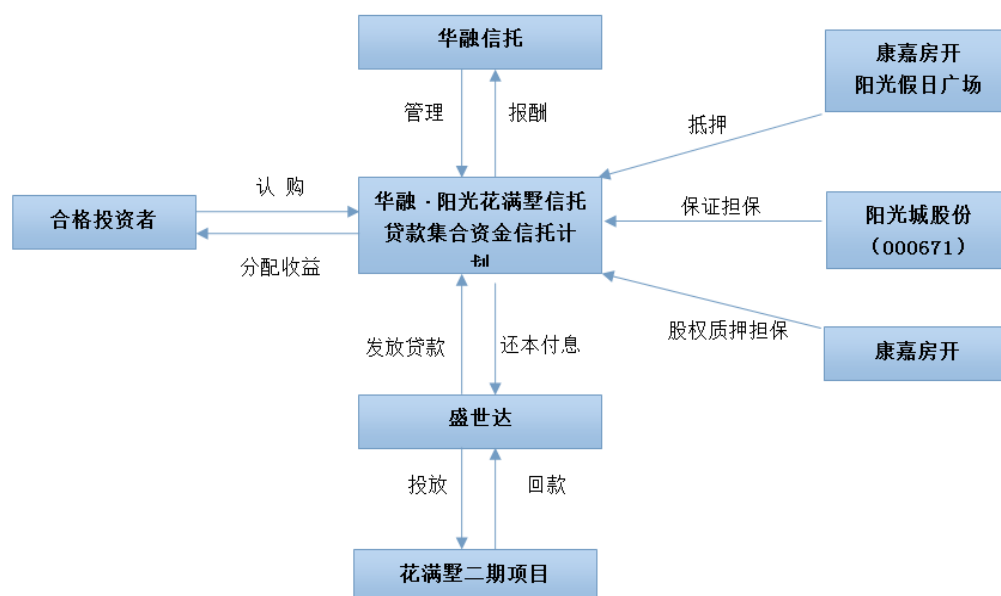 华融信托
康嘉房开
阳光假日广场
管理
报酬
抵押
认 购
合格投资者
华融·阳光花满墅信托
贷款集合资金信托计
划
保证担保
阳光城股份
（000671）
分配收益
股权质押担保
发放贷款
还本付息
康嘉房开
盛世达
投放
回款
花满墅二期项目